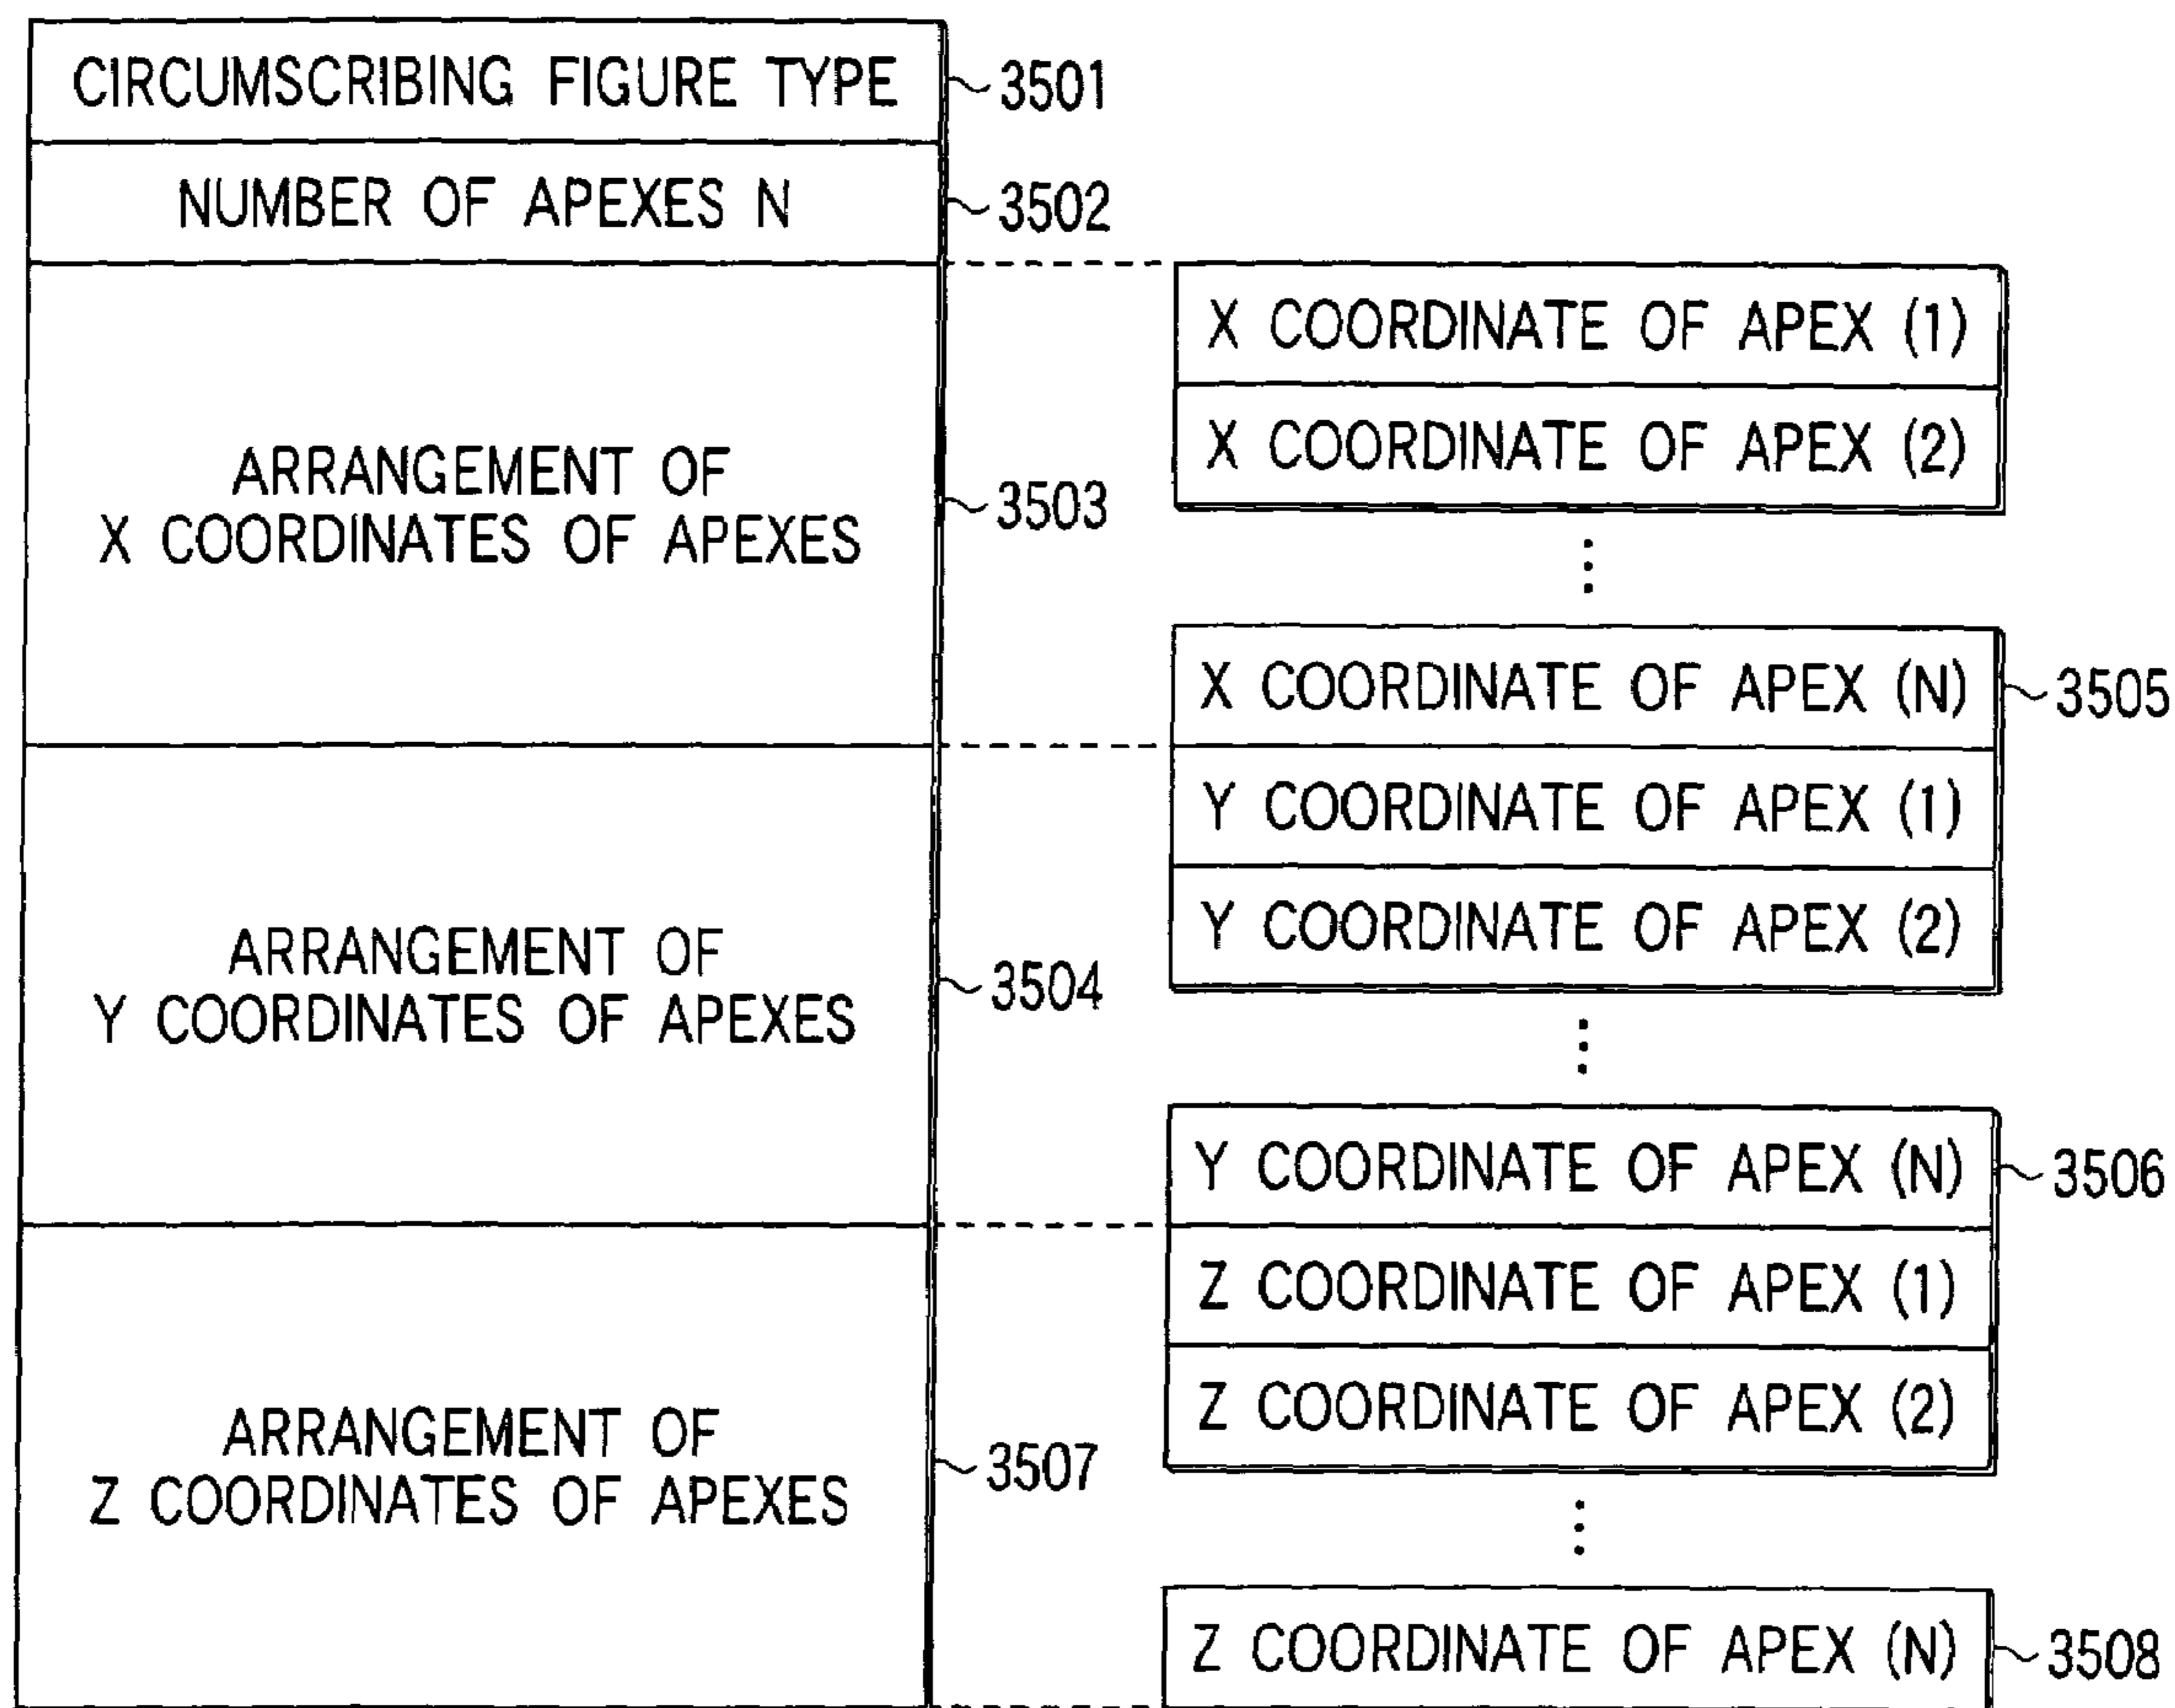 CIRCUMSCRIBING FIGURE TYPE
3501
NUMBER OF APEXES N
3502
ARRANGEMENT OF
X COORDINATES OF APEXES
3503
ARRANGEMENT OF
Y COORDINATES OF APEXES
3504
ARRANGEMENT OF
Z COORDINATES OF APEXES
3507
X COORDINATE OF APEX (1)
X COORDINATE OF APEX (2)
X COORDINATE OF APEX (N)
3505
Y COORDINATE OF APEX (1)
Y COORDINATE OF APEX (2)
Y COORDINATE OF APEX (N)
3506
Z COORDINATE OF APEX (1)
Z COORDINATE OF APEX (2)
Z COORDINATE OF APEX (N)
3508